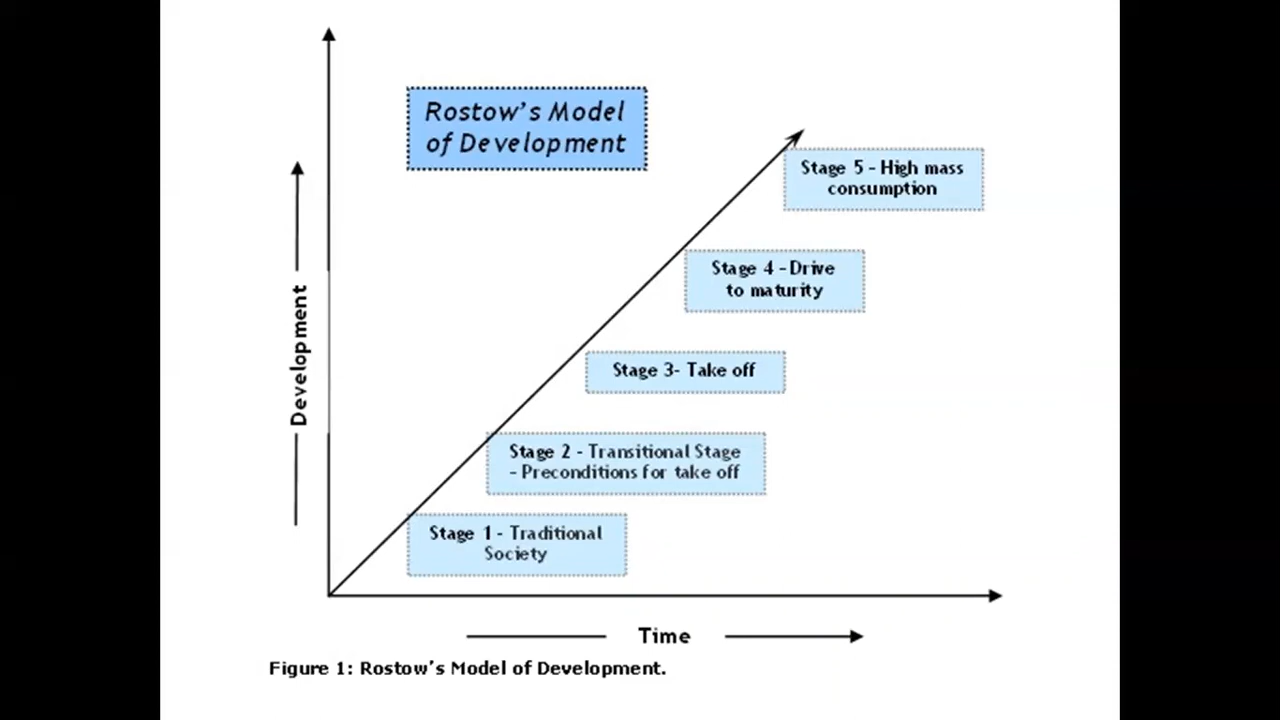 Rostow's Model
of Development
Stage 5 - High mass
consumption
Stage 4 - Drive
to maturity
Stage 3- Take off
Stage 2 - Transitional Stage
- Preconditions for take off
Stage 1 - Traditional
Society
Development
Time
Figure 1: Rostow's Model of Development.